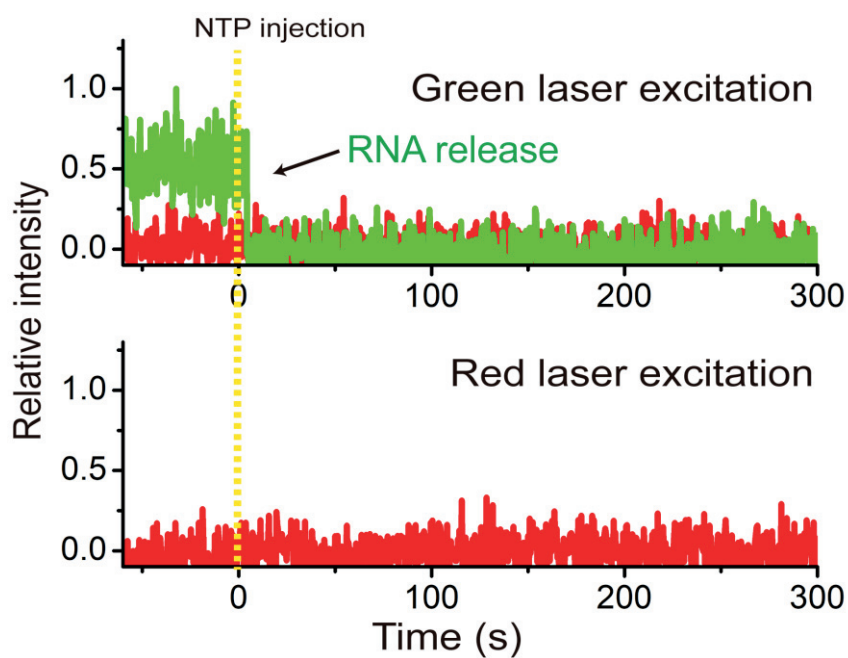 NTP injection
Green laser excitation
RNA release
1.0
0.5
0.0
0
100
200
300
Relative intensity
Red laser excitation
1.0
0.5
0.0
0
100
200
300
Time (s)